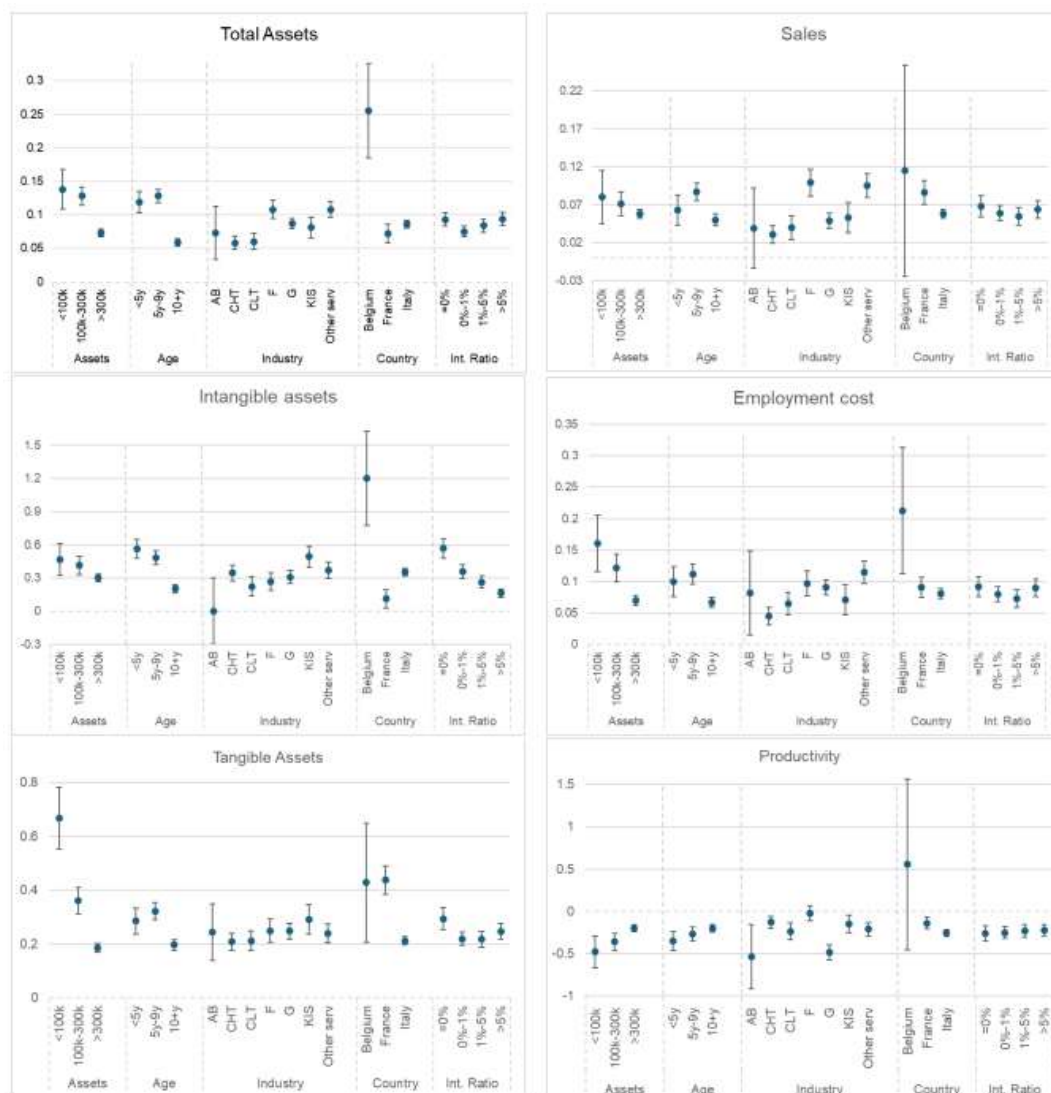 Total Assets
0.3
0.25
0.2
0.15
0.1
0.05
0
<100k
100k-300k
>300k
<5y
5y-9y
10+y
AB
CHT
CLT
F
G
KIS
Other serv
Belgium
France
Italy
=0%
0%-1%
1%-5%
>5%
Assets Age Industry Country Int. Ratio
Sales
0.22
0.17
0.12
0.07
0.02
-0.03
<100k
100k-300k
>300k
<5y
5y-9y
10+y
AB
CHT
CLT
F
G
KIS
Other serv
Belgium
France
Italy
=0%
0%-1%
1%-5%
>5%
Assets Age Industry Country Int. Ratio
Intangible assets
1.5
1.2
0.9
0.6
0.3
0
-0.3
<100k
100k-300k
>300k
<5y
5y-9y
10+y
AB
CHT
CLT
F
G
KIS
Other serv
Belgium
France
Italy
=0%
0%-1%
1%-5%
>5%
Assets Age Industry Country Int. Ratio
Employment cost
0.35
0.3
0.25
0.2
0.15
0.1
0.05
0
<100k
100k-300k
>300k
<5y
5y-9y
10+y
AB
CHT
CLT
F
G
KIS
Other serv
Belgium
France
Italy
=0%
0%-1%
1%-5%
>5%
Assets Age Industry Country Int. Ratio
Tangible Assets
0.8
0.6
0.4
0.2
0
<100k
100k-300k
>300k
<5y
5y-9y
10+y
AB
CHT
CLT
F
G
KIS
Other serv
Belgium
France
Italy
=0%
0%-1%
1%-5%
>5%
Assets Age Industry Country Int. Ratio
Productivity
1.5
1
0.5
0
-0.5
-1
<100k
100k-300k
>300k
<5y
5y-9y
10+y
AB
CHT
CLT
F
G
KIS
Other serv
Belgium
France
Italy
=0%
0%-1%
1%-5%
>5%
Assets Age Industry Country Int. Ratio